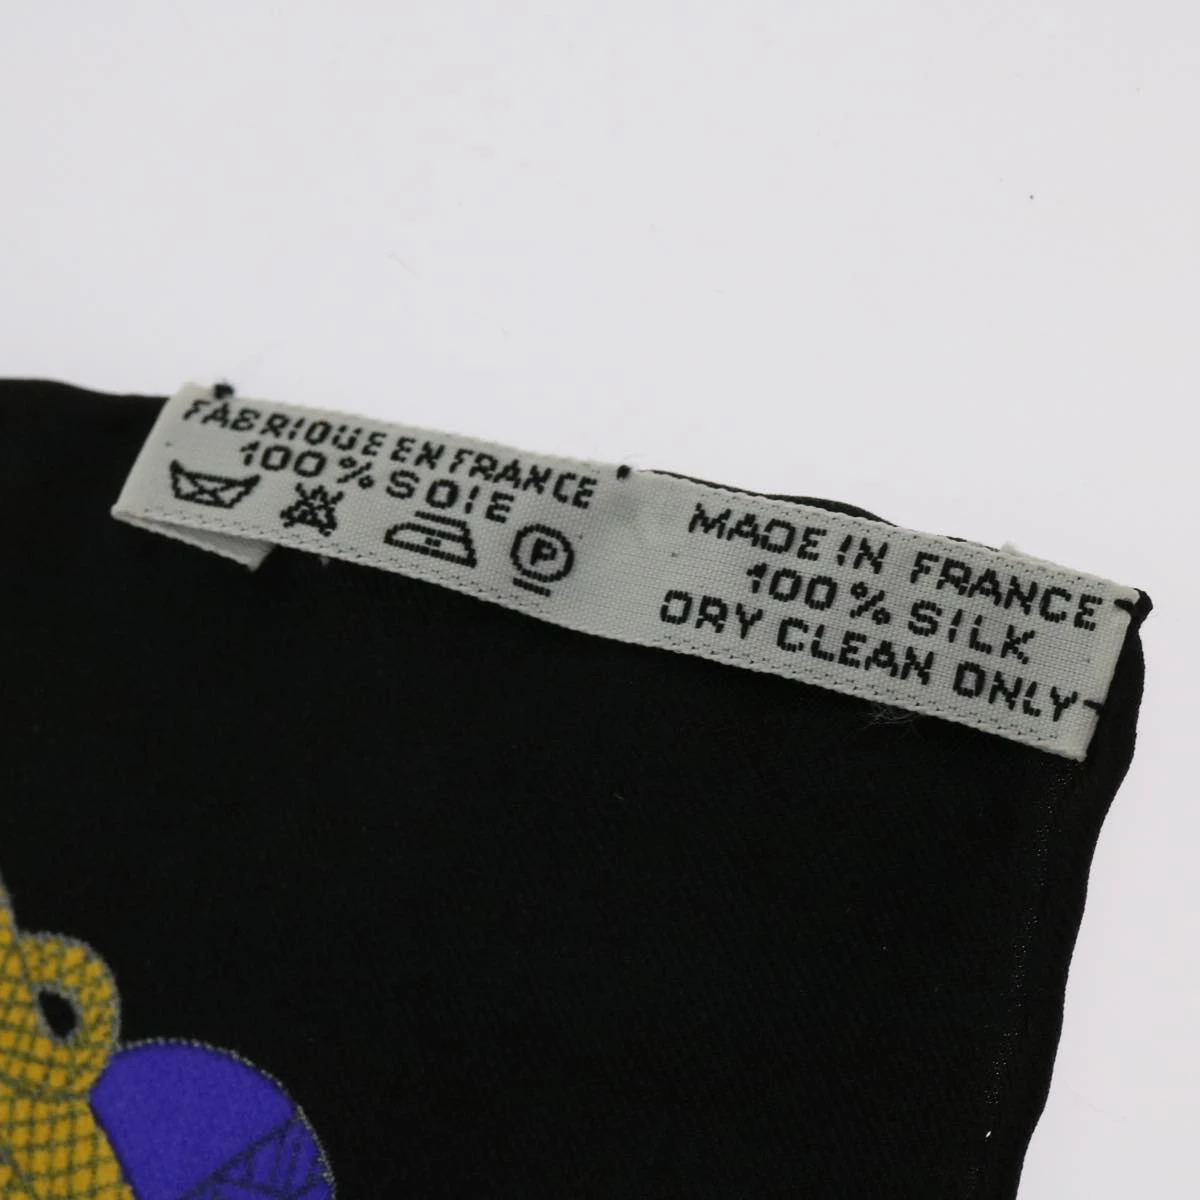 FABRIQUE EN FRANCE
100% SOIE
P
MADE IN FRANCE
100% SILK
DRY CLEAN ONLY